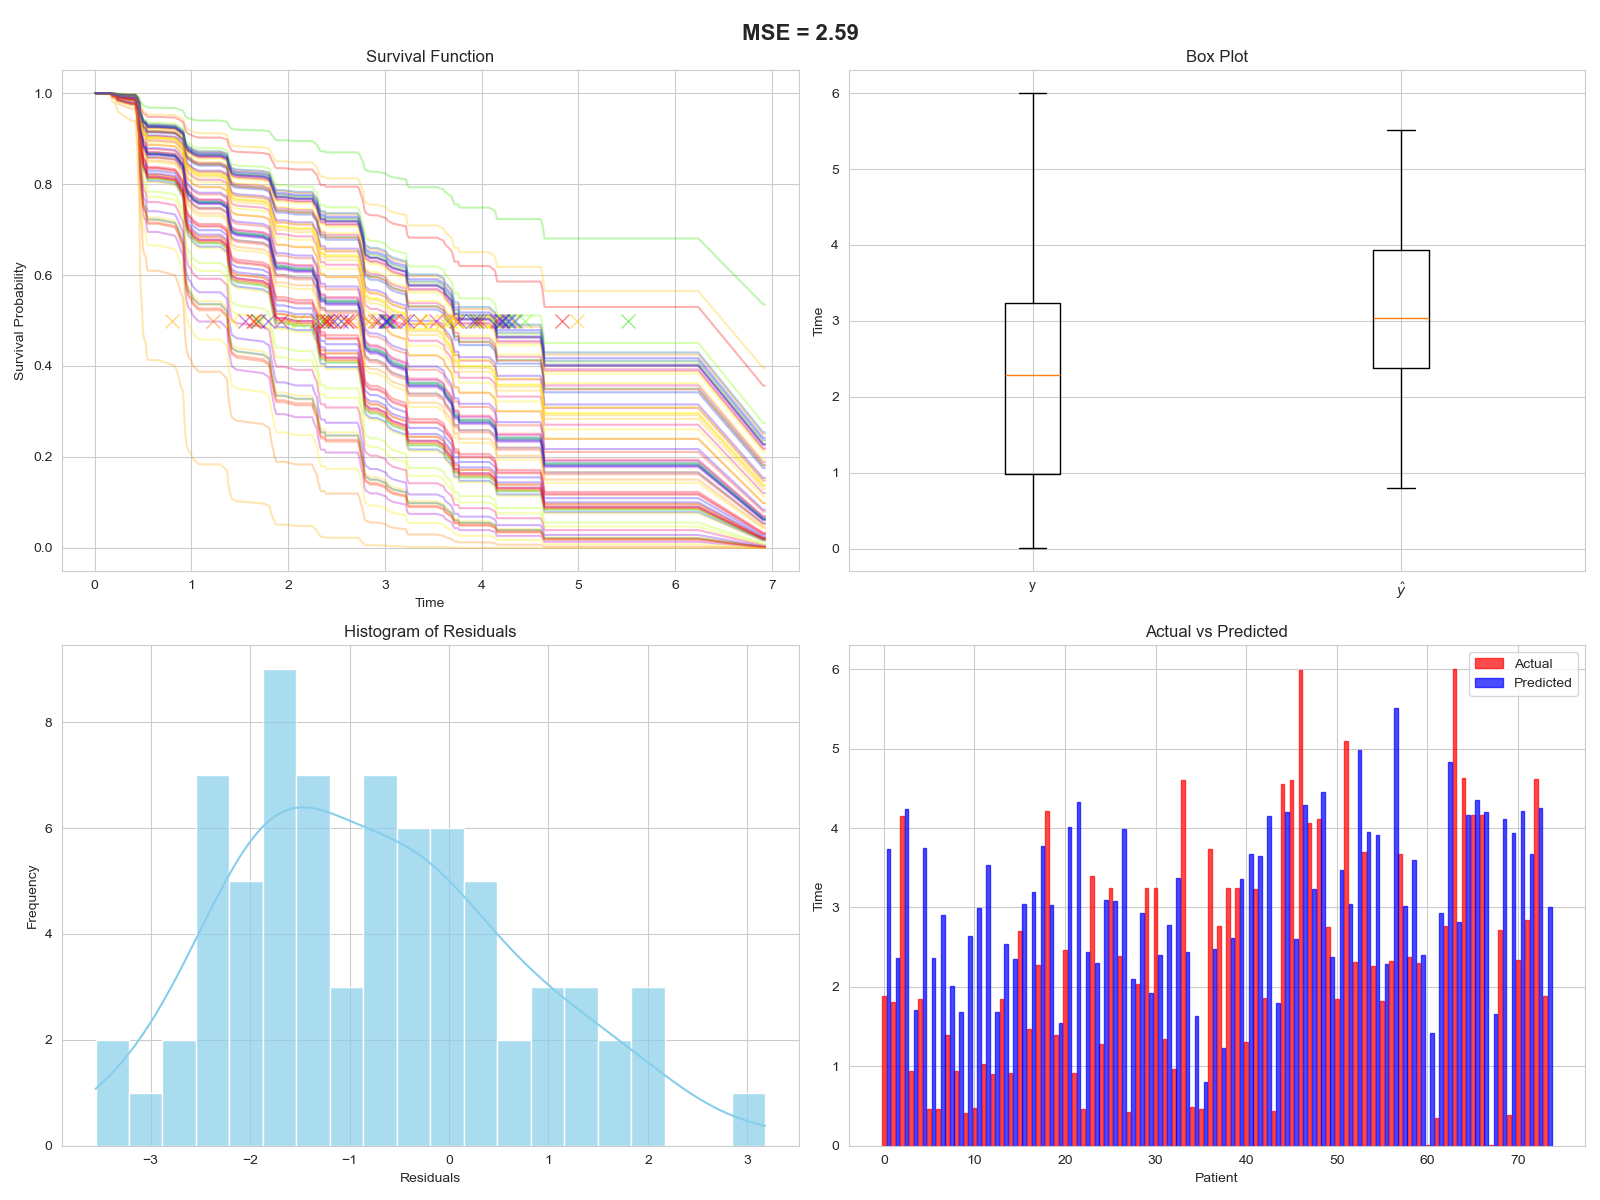 MSE = 2.59
Survival Function
Survival Probability
1.0
0.8
0.6
0.4
0.2
0.0
0 1 2 3 4 5 6 7
Time
Box Plot
Time
6
5
4
3
2
1
0
y ŷ
Histogram of Residuals
Frequency
8
6
4
2
0
−3 −2 −1 0 1 2 3
Residuals
Actual vs Predicted
Actual
Predicted
Time
6
5
4
3
2
1
0
0 10 20 30 40 50 60 70
Patient